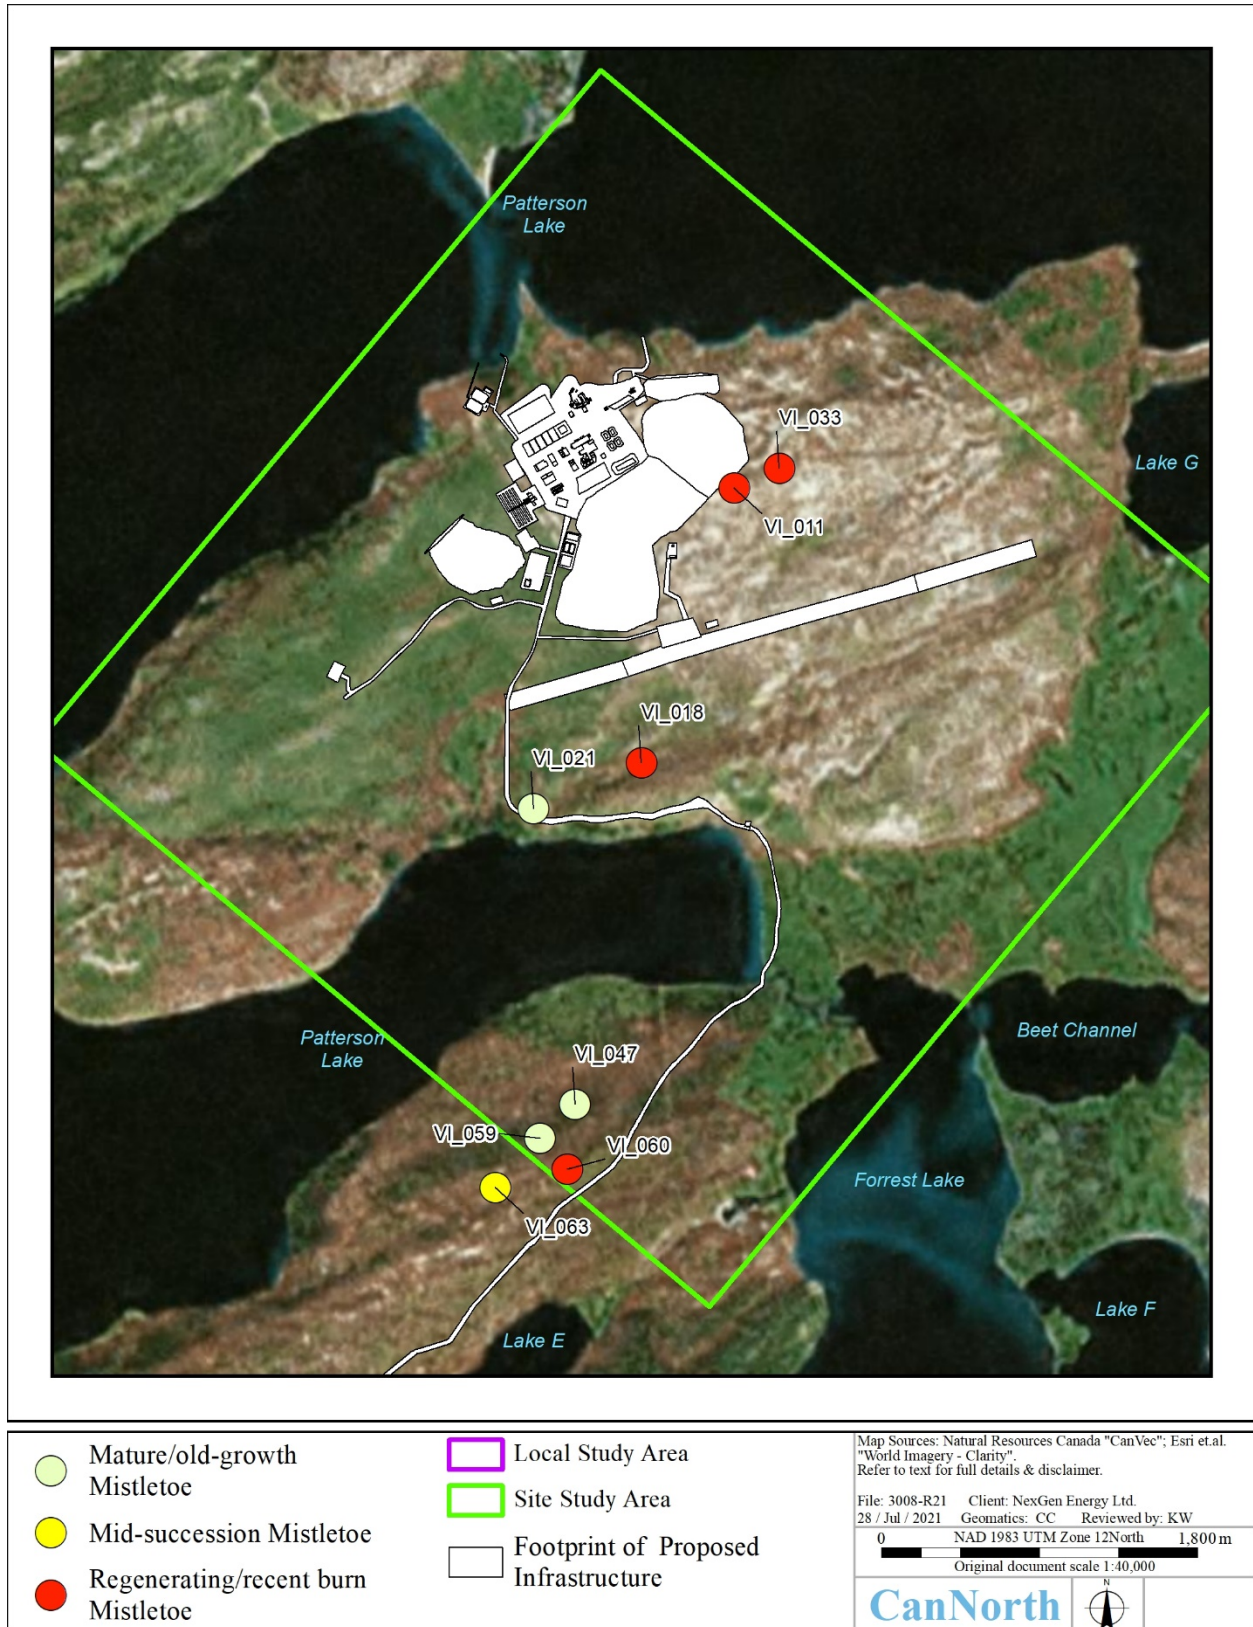 Patterson
Lake
VI_033
Lake G
VI_011
VI_018
VI_021
Patterson
Lake
Beet Channel
VI_047
VI_059
VI_060
Forrest Lake
VI_063
Lake E
Lake F
Mature/old-growth
Mistletoe
Mid-succession Mistletoe
Regenerating/recent burn
Mistletoe
Local Study Area
Site Study Area
Footprint of Proposed
Infrastructure
Map Sources: Natural Resources Canada "CanVec"; Esri et.al.
"World Imagery - Clarity".
Refer to text for full details & disclaimer.
File: 3008-R21 Client: NexGen Energy Ltd.
28 / Jul / 2021 Geomatics: CC Reviewed by: KW
0 NAD 1983 UTM Zone 12North 1,800 m
Original document scale 1:40,000
CanNorth
N